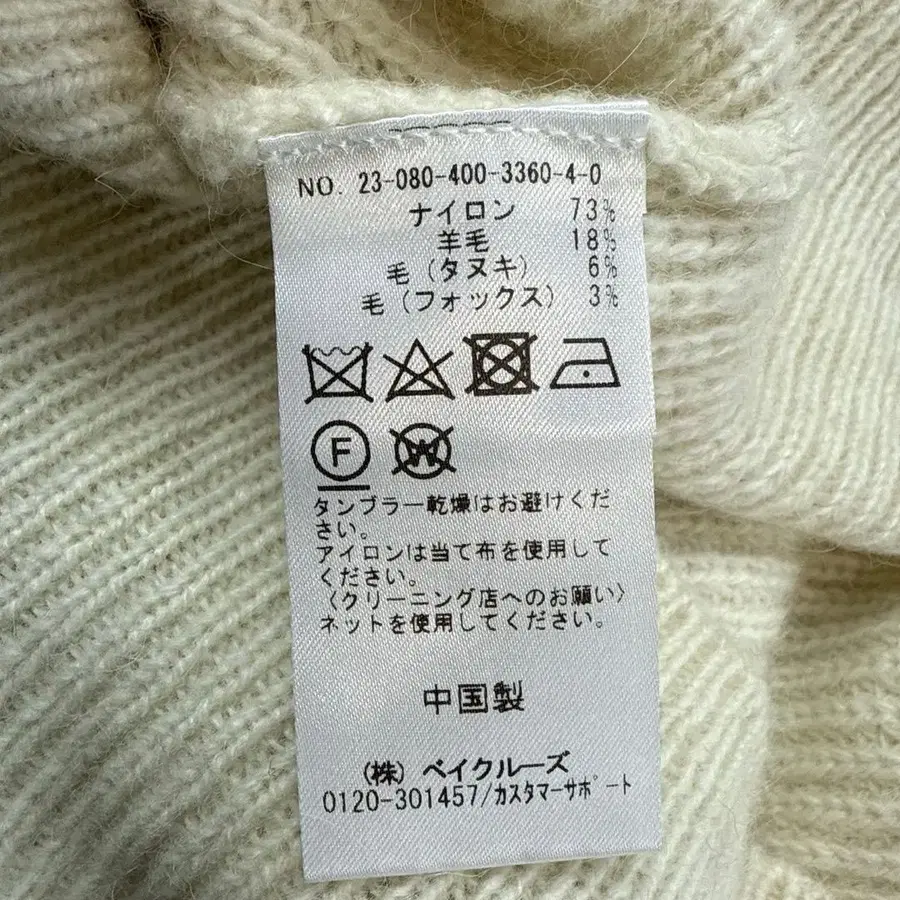 NO. 23-080-400-3360-4-0
ナイロン 73%
羊毛 18%
毛(タヌキ) 6%
毛(フォックス) 3%
F W
タンブラー乾燥はお避けくだ
さい。
アイロンは当て布を使用して
ください。
〈クリーニング店へのお願い〉
ネットを使用してください。
中国製
(株) ベイクルーズ
0120-301457/カスタマーサポート